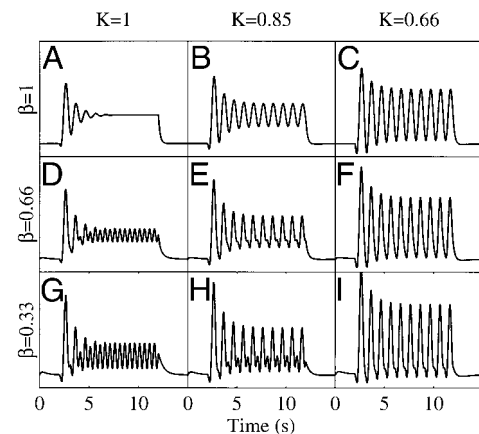 K=1 K=0.85 K=0.66
A B C
β=1
D E F
β=0.66
G H I
β=0.33
0 5 10 0 5 10 0 5 10
Time (s)